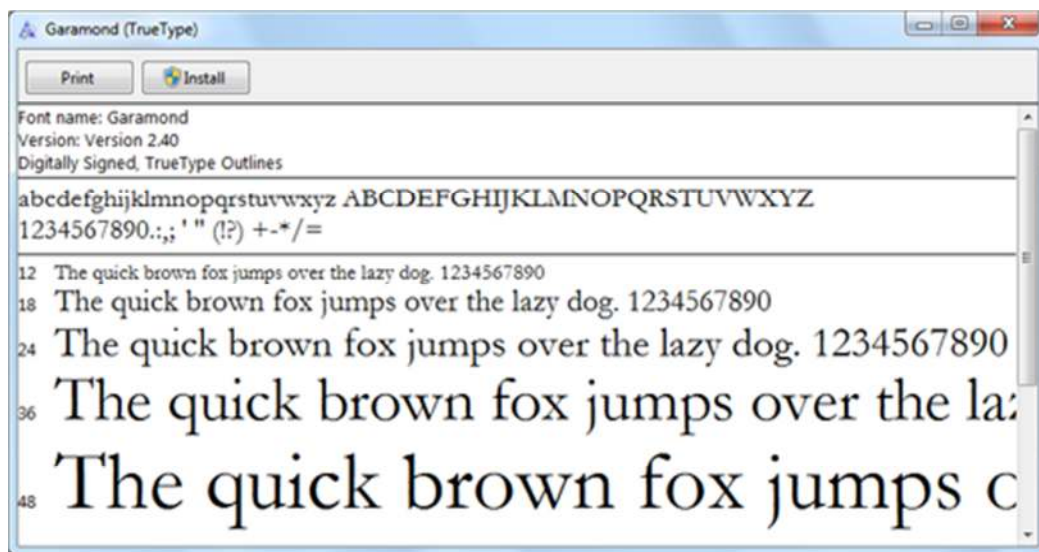 Garamond (TrueType)
Print Install
Font name: Garamond
Version: Version 2.40
Digitally Signed, TrueType Outlines
abcdefghijklmnopqrstuvwxyz ABCDEFGHIJKLMNOPQRSTUVWXYZ
1234567890.:,; ' " (!?) +-*/=
12 The quick brown fox jumps over the lazy dog. 1234567890
18 The quick brown fox jumps over the lazy dog. 1234567890
24 The quick brown fox jumps over the lazy dog. 1234567890
36 The quick brown fox jumps over the la
48 The quick brown fox jumps